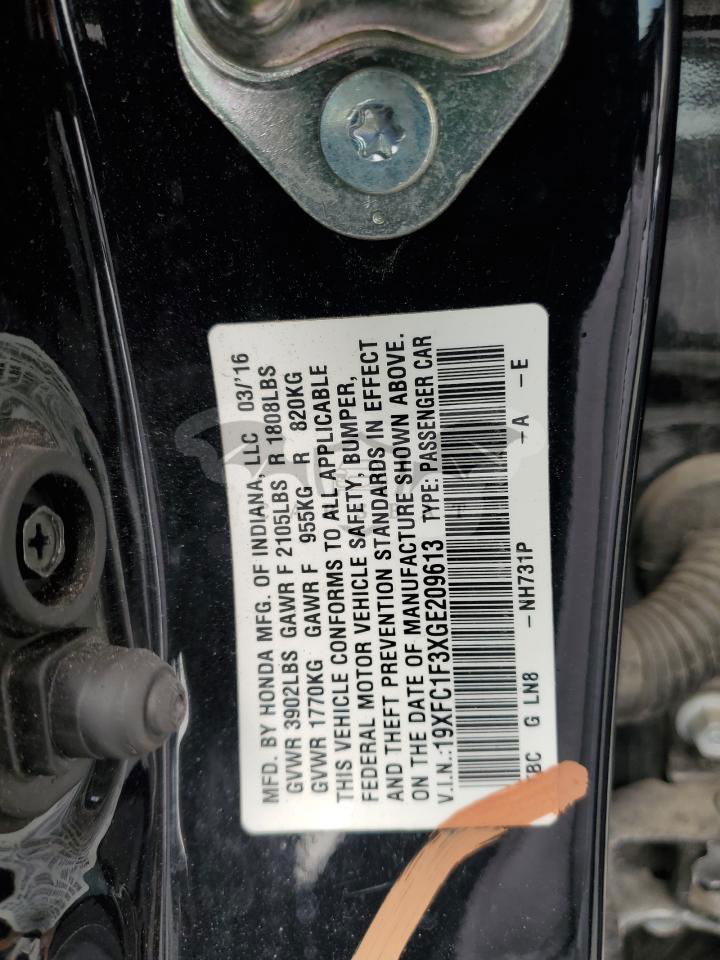 MFD. BY HONDA MFG. OF INDIANA, LLC 03/'16
GVWR 3902LBS GAWR F 2105LBS R 1808LBS
GVWR 1770KG GAWR F 955KG R 820KG
THIS VEHICLE CONFORMS TO ALL APPLICABLE
FEDERAL MOTOR VEHICLE SAFETY, BUMPER,
AND THEFT PREVENTION STANDARDS IN EFFECT
ON THE DATE OF MANUFACTURE SHOWN ABOVE.
V.I.N.:19XFC1F3XGE209613 TYPE: PASSENGER CAR
G LN8 -NH731P -A -E